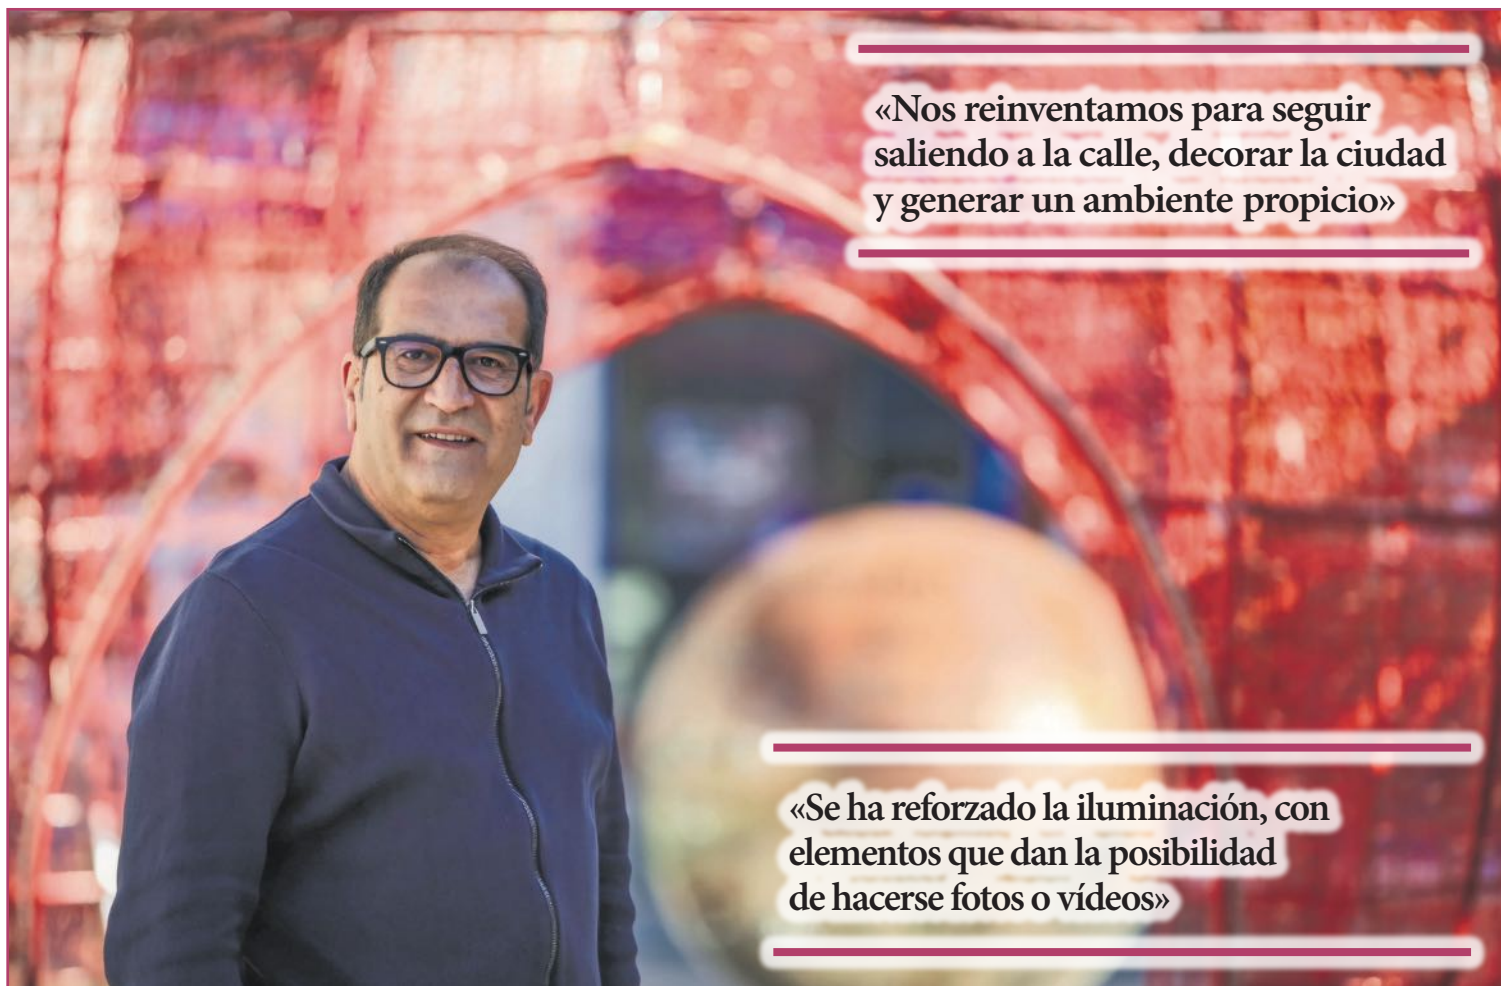 «Nos reinventamos para seguir
saliendo a la calle, decorar la ciudad
y generar un ambiente propicio»
«Se ha reforzado la iluminación, con
elementos que dan la posibilidad
de hacerse fotos o vídeos»